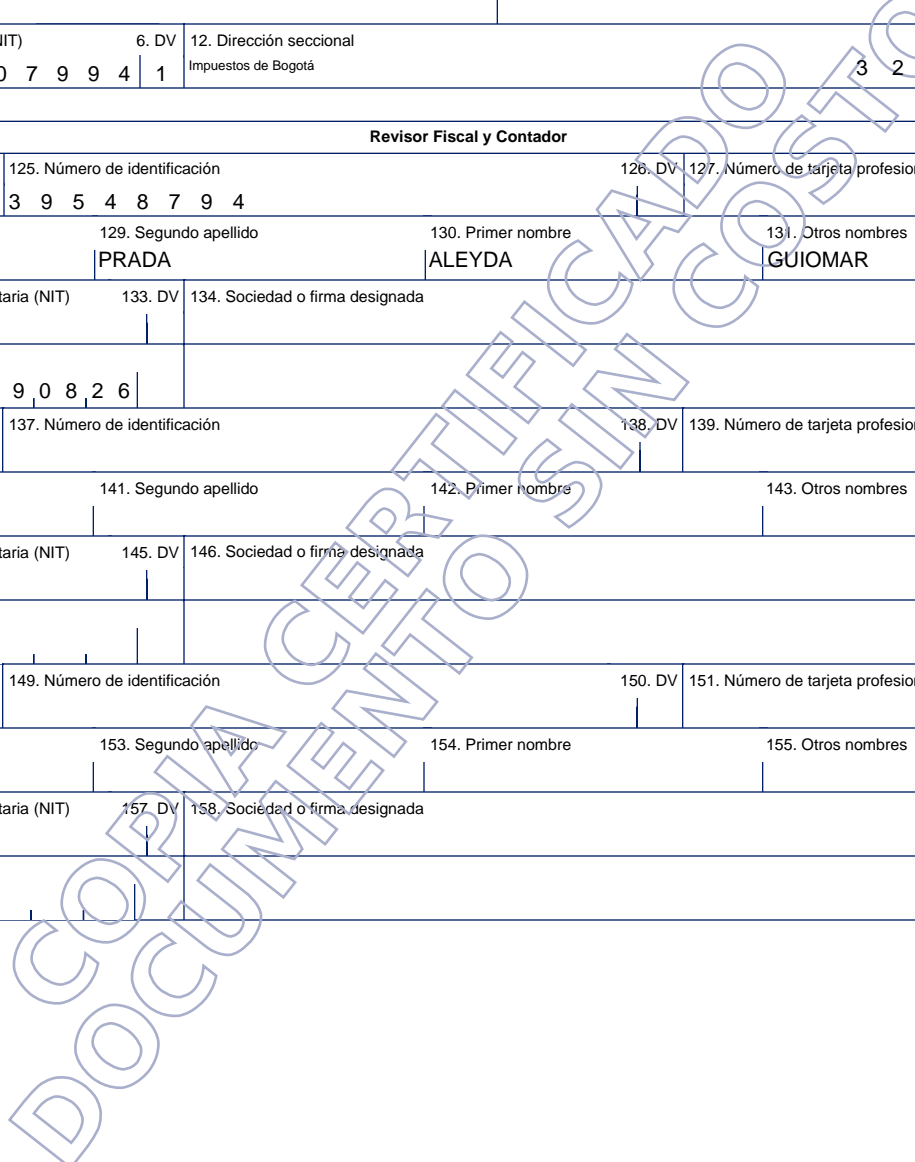 NIT) 6. DV 12. Dirección seccional
0 7 9 9 4 1 Impuestos de Bogotá 3 2
Revisor Fiscal y Contador
125. Número de identificación 126. DV 127. Número de tarjeta profesion
3 9 5 4 8 7 9 4
129. Segundo apellido 130. Primer nombre 131. Otros nombres
PRADA ALEYDA GUIOMAR
taria (NIT) 133. DV 134. Sociedad o firma designada
9 0 8 2 6
137. Número de identificación 138. DV 139. Número de tarjeta profesion
141. Segundo apellido 142. Primer nombre 143. Otros nombres
taria (NIT) 145. DV 146. Sociedad o firma designada
149. Número de identificación 150. DV 151. Número de tarjeta profesion
153. Segundo apellido 154. Primer nombre 155. Otros nombres
taria (NIT) 157. DV 158. Sociedad o firma designada
COPIA CERTIFICADO
DOCUMENTO SIN COSTO